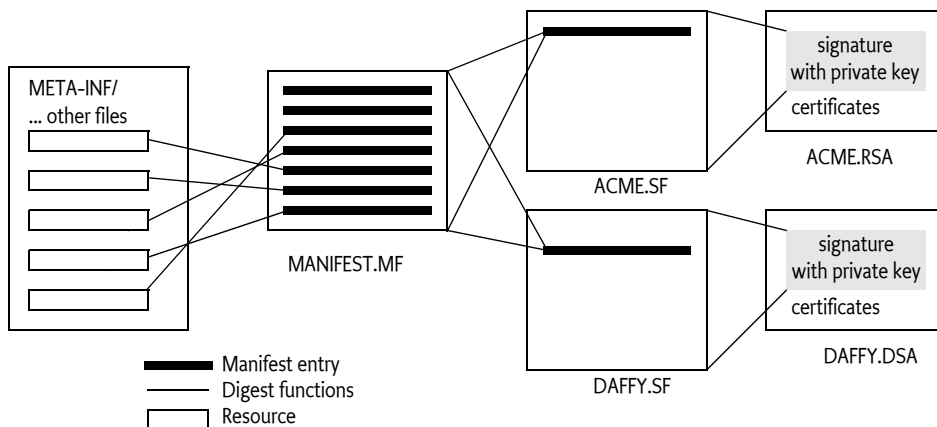 META-INF/
... other files
MANIFEST.MF
ACME.SF
signature
with private key
certificates
ACME.RSA
DAFFY.SF
signature
with private key
certificates
DAFFY.DSA
Manifest entry
Digest functions
Resource